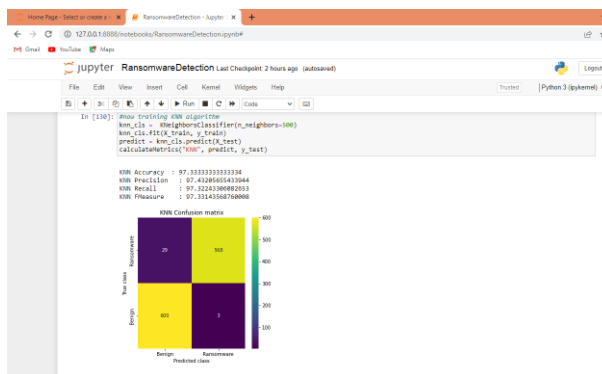 Home Page - Select or create a
RansomwareDetection - Jupyter
127.0.0.1:8888/notebooks/RansomwareDetection.ipynb#
Gmail YouTube Maps
jupyter RansomwareDetection Last Checkpoint: 2 hours ago (autosaved)
Logout
File Edit View Insert Cell Kernel Widgets Help
Trusted
Python 3 (ipykernel)
Run
Code
In [130]: #now training KNN algorithm
knn_cls = KNeighborsClassifier(n_neighbors=500)
knn_cls.fit(X_train, y_train)
predict = knn_cls.predict(X_test)
calculateMetrics("KNN", predict, y_test)
KNN Accuracy : 97.33333333333334
KNN Precision : 97.43205655433944
KNN Recall : 97.32243306082653
KNN FMeasure : 97.33143568760008
KNN Confusion matrix
True class
Ransomware
Benign
29
603
3
600
500
400
300
200
100
Benign Ransomware
Predicted class